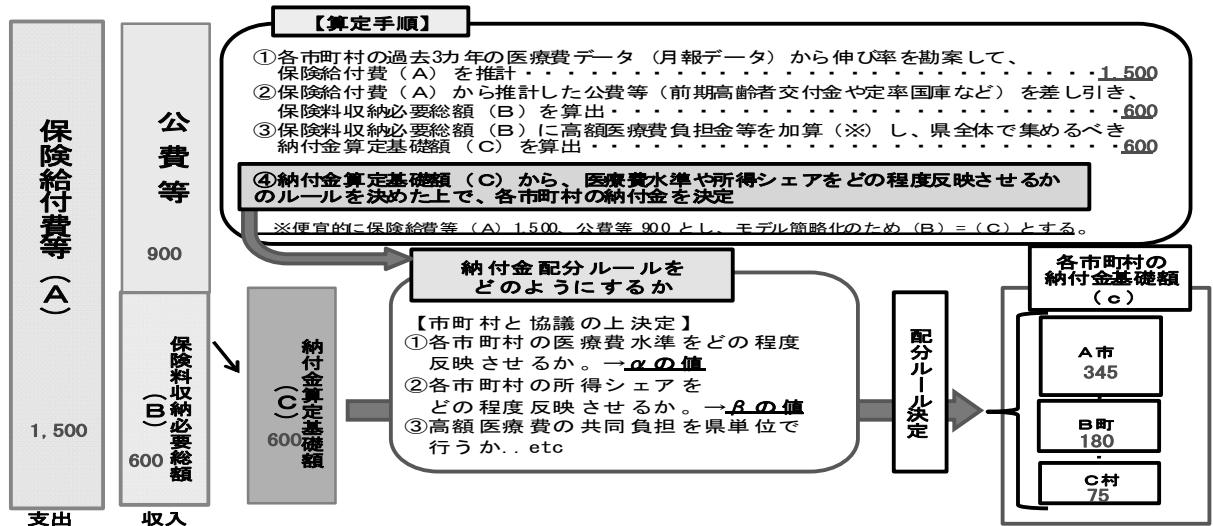 【算定手順】
①各市町村の過去3カ年の医療費データ（月報データ）から伸び率を勘案して、
保険給付費（A）を推計・・・・・・・・・・・・・・・・・・・・・・・・・・・・・1,500
②保険給付費（A）から推計した公費等（前期高齢者交付金や定率国庫など）を差し引き、
保険料収納必要総額（B）を算出・・・・・・・・・・・・・・・・・・・・・・・・・・600
③保険料収納必要総額（B）に高額医療費負担金等を加算（※）し、県全体で集めるべき
納付金算定基礎額（C）を算出・・・・・・・・・・・・・・・・・・・・・・・・・・・600
④納付金算定基礎額（C）から、医療費水準や所得シェアをどの程度反映させるか
のルールを決めた上で、各市町村の納付金を決定
※便宜的に保険給費等（A）1,500、公費等 900 とし、モデル簡略化のため（B）=（C）とする。
保険給付費等（A）
1,500
支出
公費等
900
保険料収納必要総額
（B）
600
収入
納付金算定基礎額
（C）
600
納付金配分ルールを
どのようにするか
【市町村と協議の上決定】
①各市町村の医療費水準をどの程度
反映させるか。→αの値
②各市町村の所得シェアを
どの程度反映させるか。→βの値
③高額医療費の共同負担を県単位で
行うか..etc
配分ルール決定
各市町村の
納付金基礎額
（c）
A市
345
B町
180
C村
75